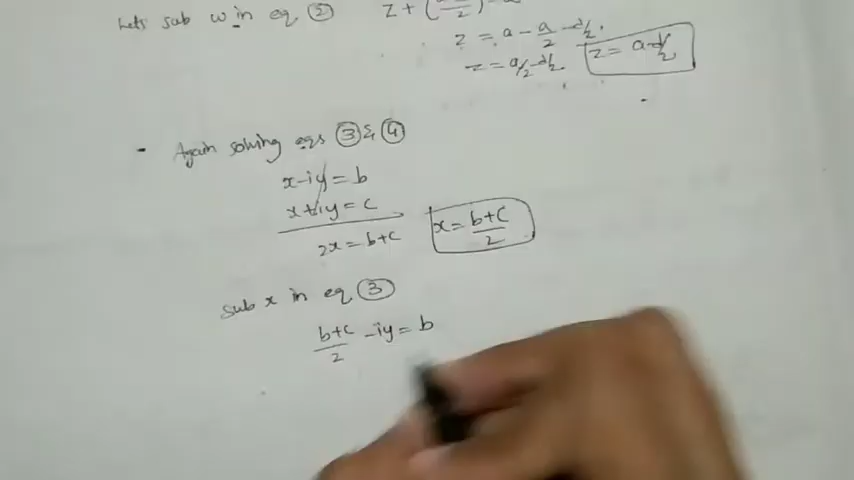 Lets sub w in eq ②
z = a - a/2 - d/2.
z = a/2 - d/2. z = a-d/2
- Again solving eqs ③ & ④
x-iy = b
x+iy = c
2x = b+c x = b+c/2
sub x in eq ③
b+c/2 - iy = b